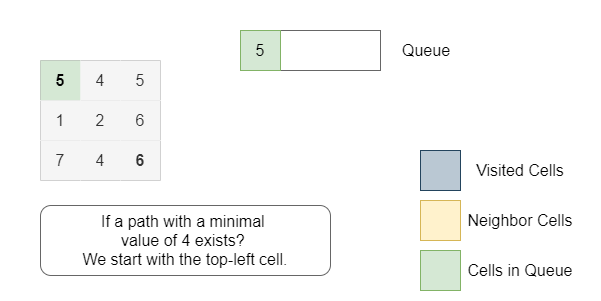 5 Queue
5 4 5
1 2 6
7 4 6
Visited Cells
Neighbor Cells
Cells in Queue
If a path with a minimal
value of 4 exists?
We start with the top-left cell.